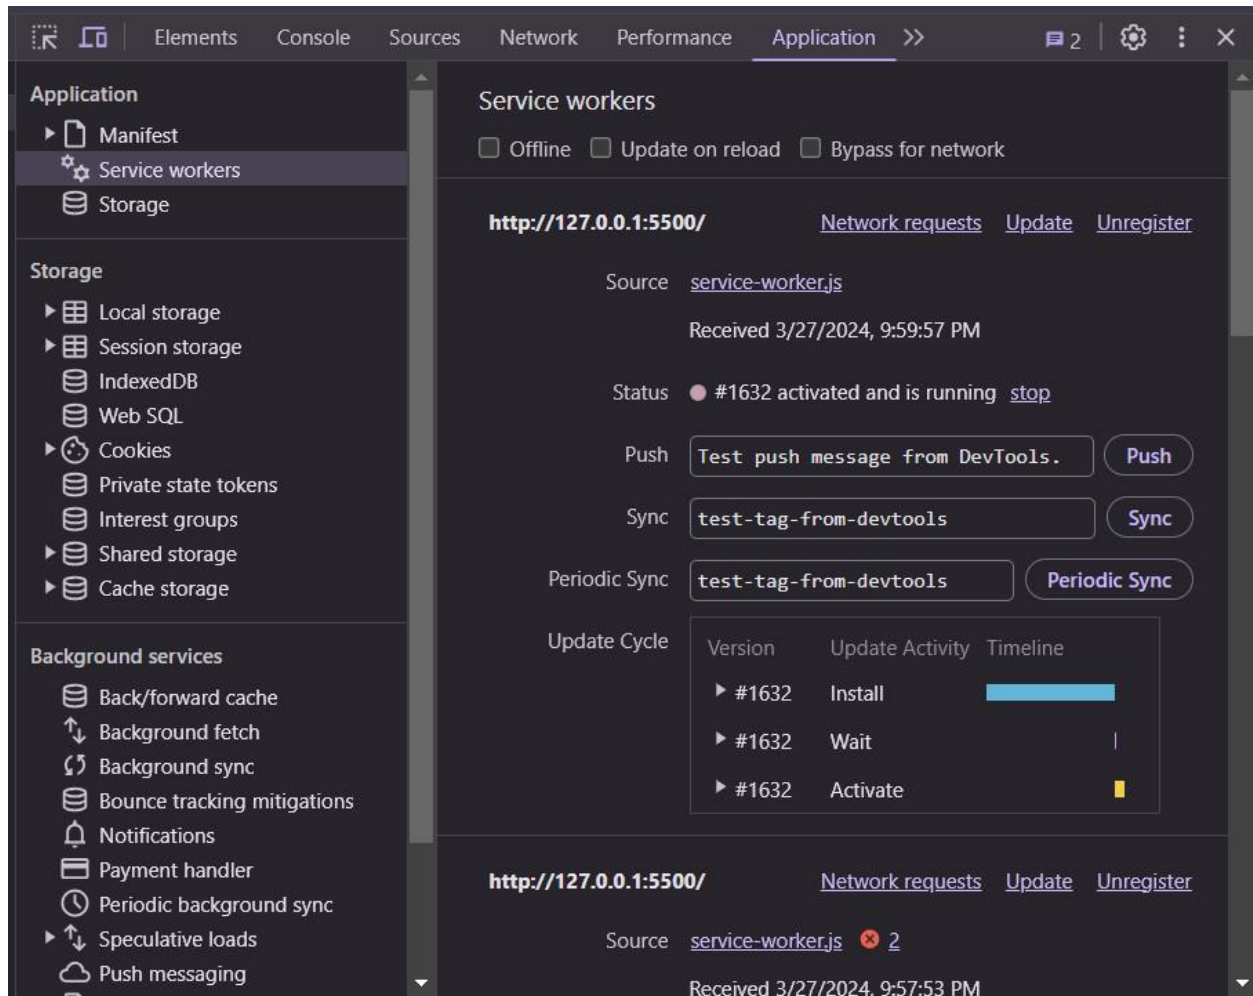 Elements Console Sources Network Performance Application >> 2
Application
Manifest
Service workers
Storage
Storage
Local storage
Session storage
IndexedDB
Web SQL
Cookies
Private state tokens
Interest groups
Shared storage
Cache storage
Background services
Back/forward cache
Background fetch
Background sync
Bounce tracking mitigations
Notifications
Payment handler
Periodic background sync
Speculative loads
Push messaging
Service workers
Offline Update on reload Bypass for network
http://127.0.0.1:5500/ Network requests Update Unregister
Source service-worker.js
Received 3/27/2024, 9:59:57 PM
Status #1632 activated and is running stop
Push Test push message from DevTools. Push
Sync test-tag-from-devtools Sync
Periodic Sync test-tag-from-devtools Periodic Sync
Update Cycle Version Update Activity Timeline
#1632 Install
#1632 Wait
#1632 Activate
http://127.0.0.1:5500/ Network requests Update Unregister
Source service-worker.js 2
Received 3/27/2024, 9:57:53 PM